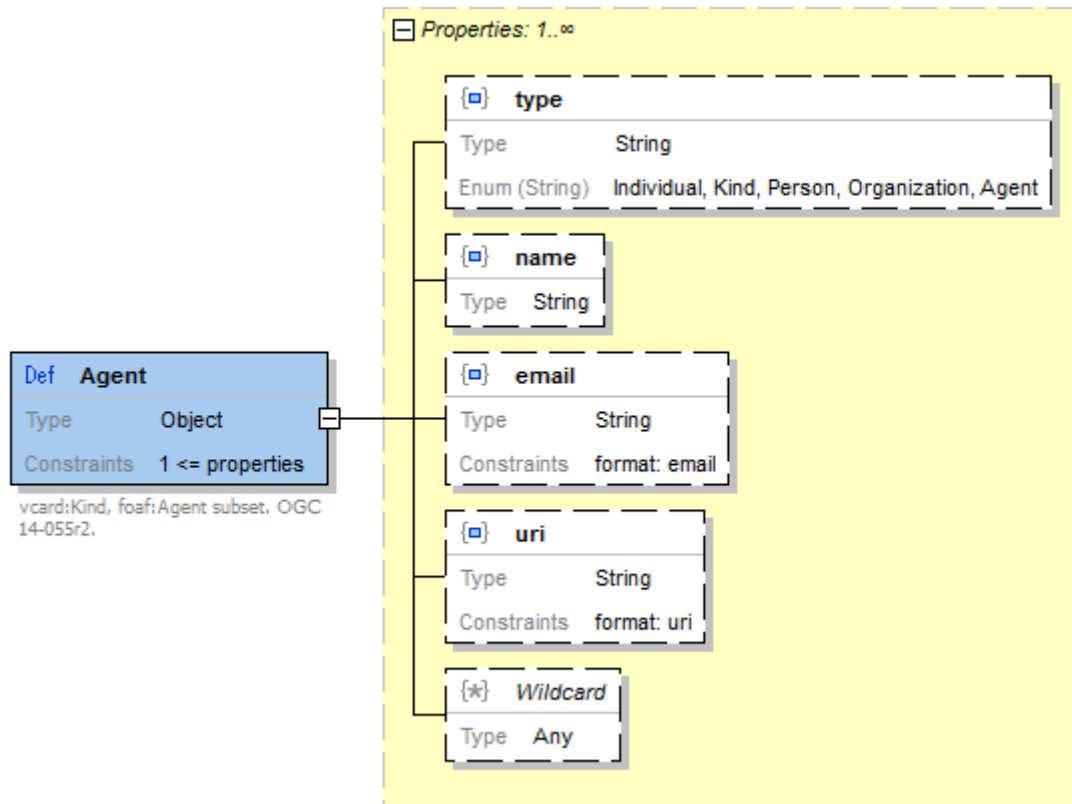 Properties: 1..∞
{ } type
Type String
Enum (String) Individual, Kind, Person, Organization, Agent
{ } name
Type String
Def Agent
Type Object
Constraints 1 <= properties
vcard:Kind, foaf:Agent subset. OGC
14-055r2.
{ } email
Type String
Constraints format: email
{ } uri
Type String
Constraints format: uri
{*} Wildcard
Type Any